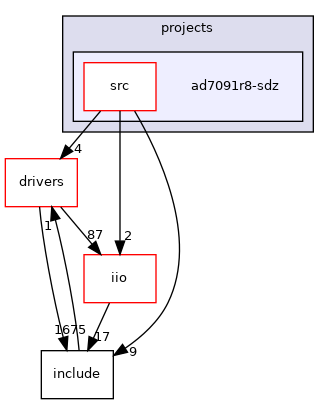 projects
src
ad7091r8-sdz
4
drivers
1
87
2
iio
1675
17
9
include